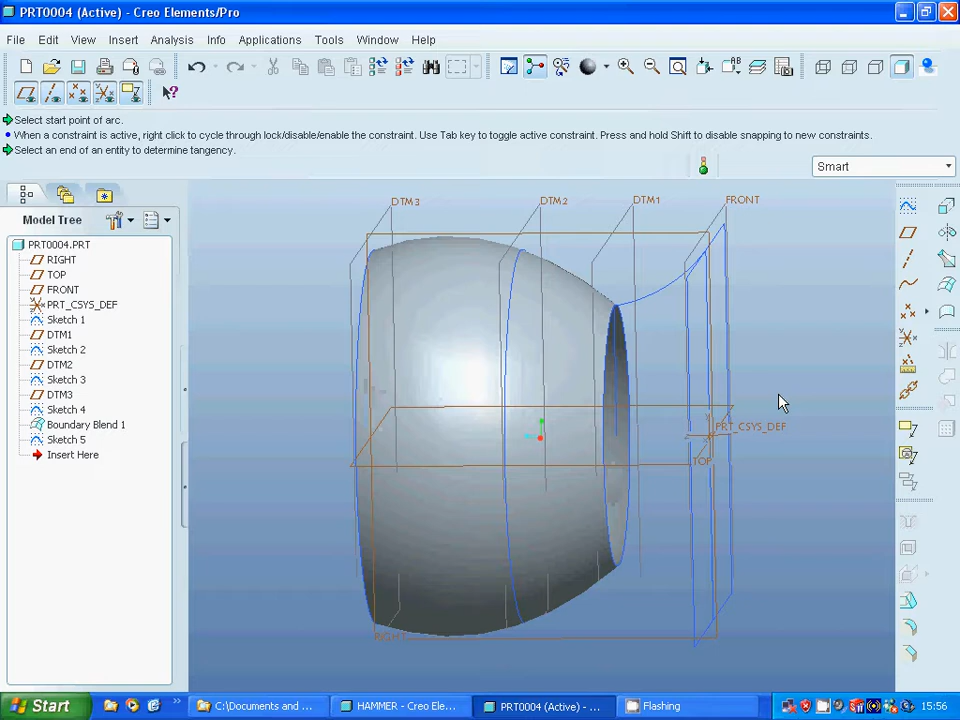 PRT0004 (Active) - Creo Elements/Pro
File Edit View Insert Analysis Info Applications Tools Window Help
Select start point of arc.
When a constraint is active, right click to cycle through lock/disable/enable the constraint. Use Tab key to toggle active constraint. Press and hold Shift to disable snapping to new constraints.
Select an end of an entity to determine tangency.
Smart
Model Tree
PRT0004.PRT
RIGHT
TOP
FRONT
PRT_CSYS_DEF
Sketch 1
DTM1
Sketch 2
DTM2
Sketch 3
DTM3
Sketch 4
Boundary Blend 1
Sketch 5
Insert Here
DTM3 DTM2 DTM1 FRONT
PRT_CSYS_DEF
TOP
RIGHT
Start C:\Documents and ... HAMMER - Creo Ele... PRT0004 (Active) - ... Flashing 15:56